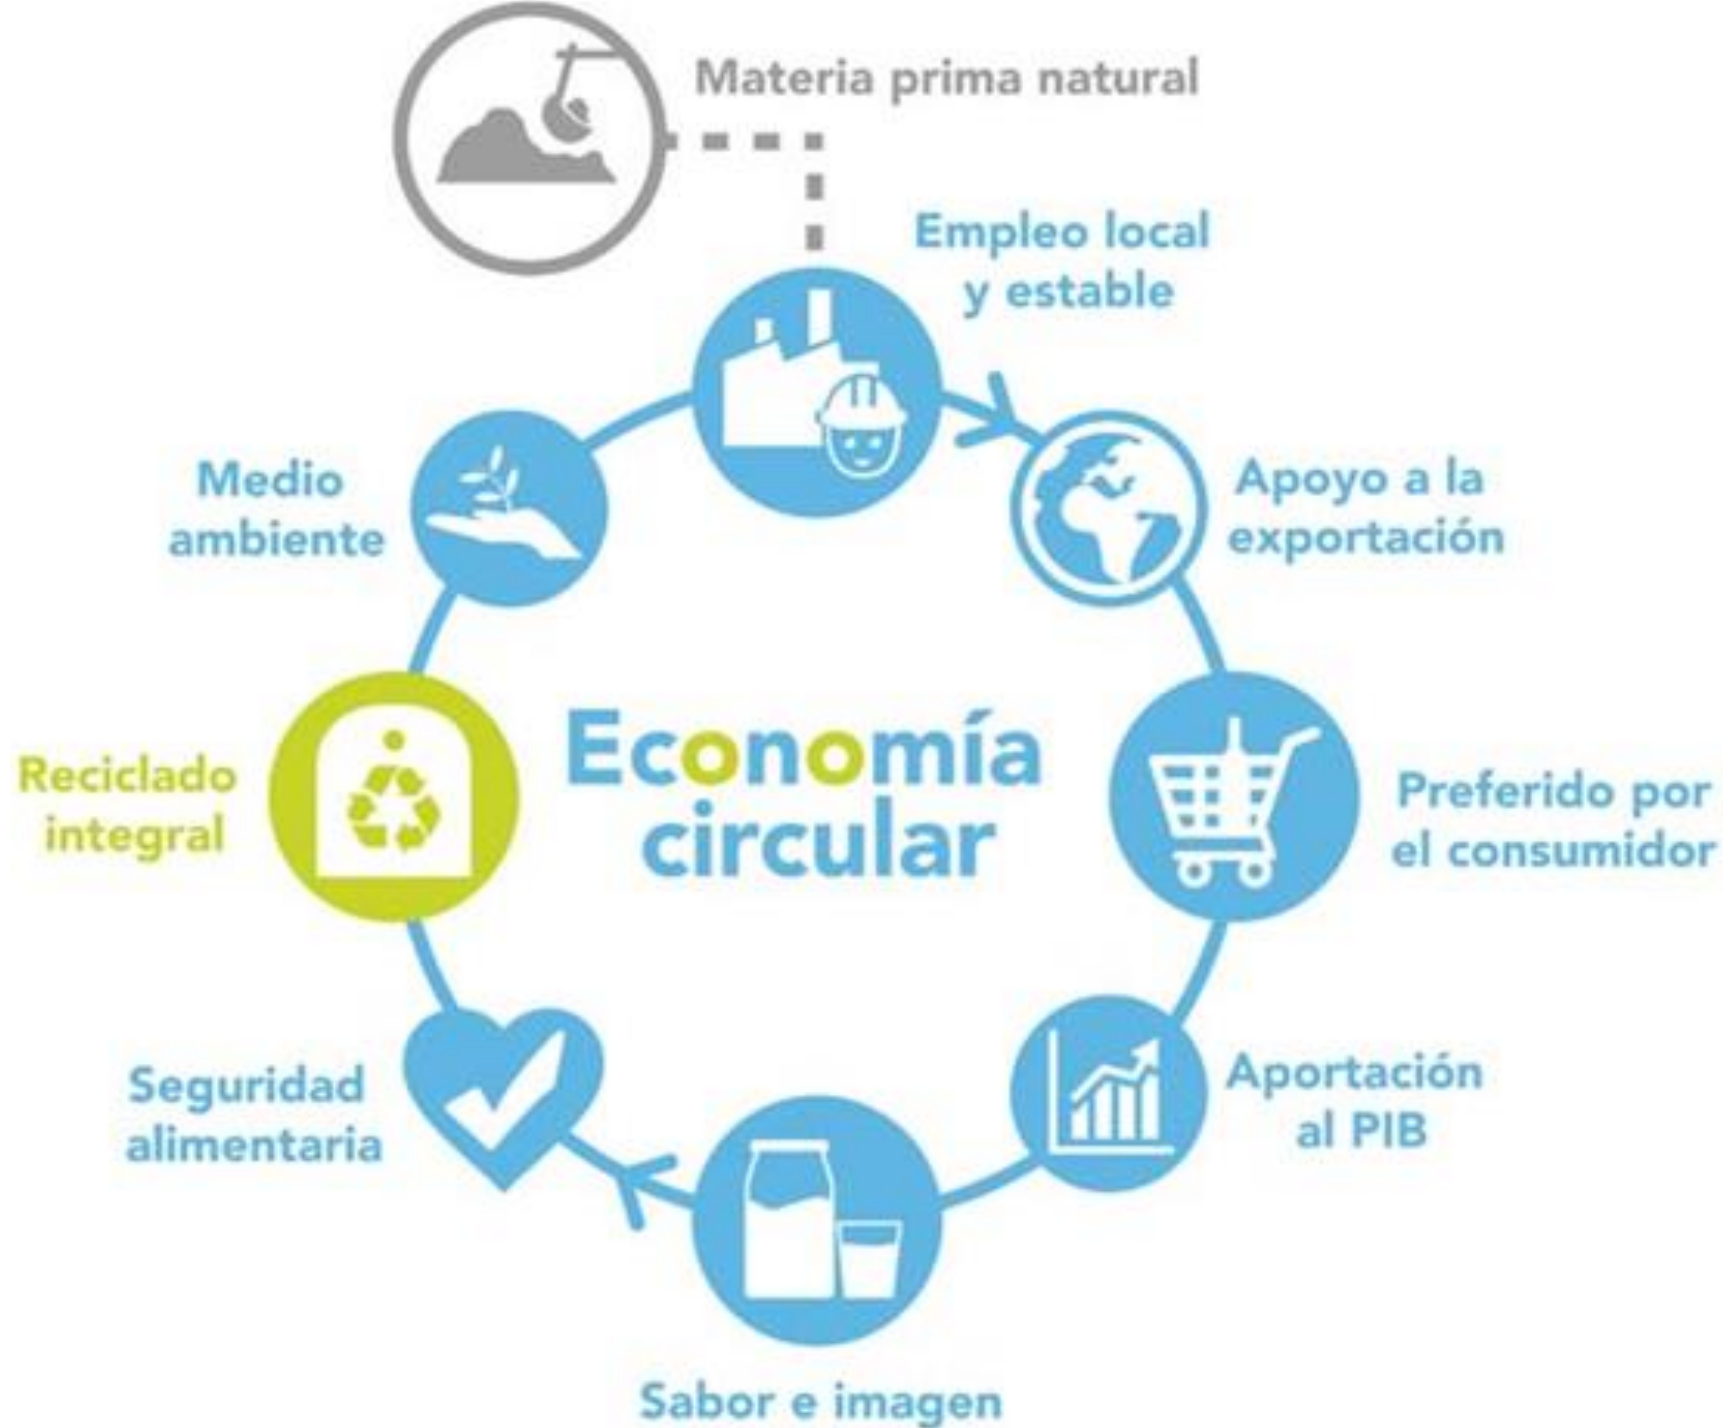 Materia prima natural
Empleo local
y estable
Apoyo a la
exportación
Preferido por
el consumidor
Aportación
al PIB
Sabor e imagen
Seguridad
alimentaria
Reciclado
integral
Medio
ambiente
Economía
circular